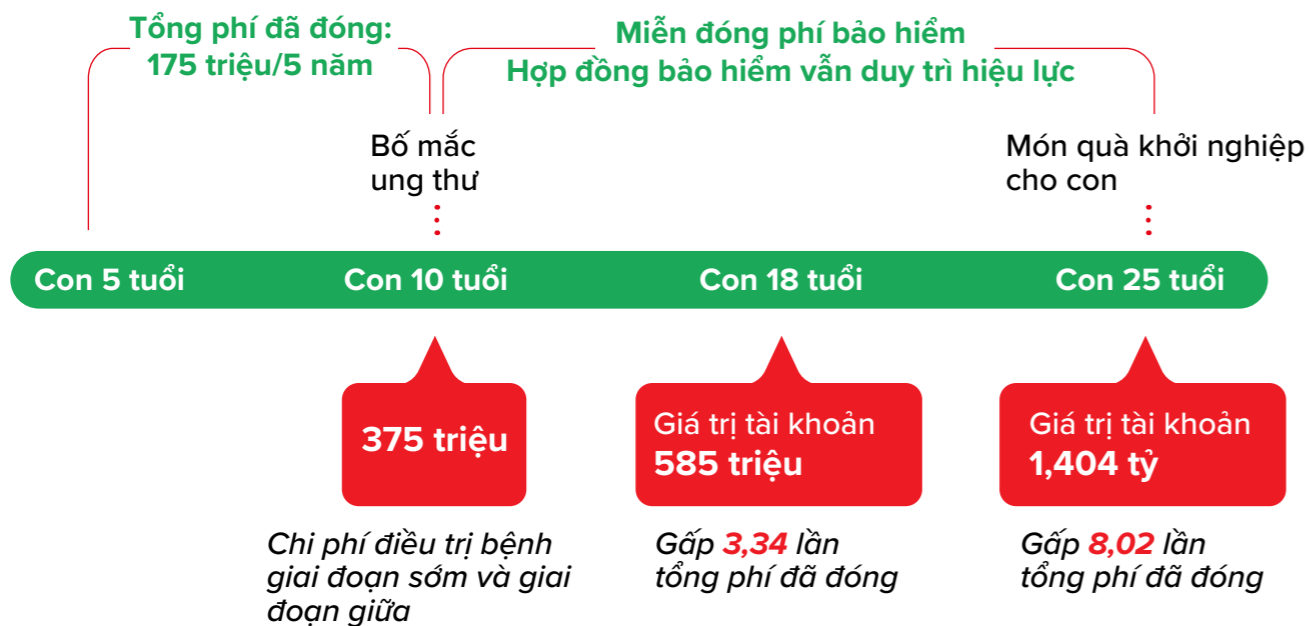 Tổng phí đã đóng:
175 triệu/5 năm
Miễn đóng phí bảo hiểm
Hợp đồng bảo hiểm vẫn duy trì hiệu lực
Bố mắc
ung thư
Món quà khởi nghiệp
cho con
Con 5 tuổi
Con 10 tuổi
Con 18 tuổi
Con 25 tuổi
375 triệu
Giá trị tài khoản
585 triệu
Giá trị tài khoản
1,404 tỷ
Chi phí điều trị bệnh
giai đoạn sớm và giai
đoạn giữa
Gấp 3,34 lần
tổng phí đã đóng
Gấp 8,02 lần
tổng phí đã đóng